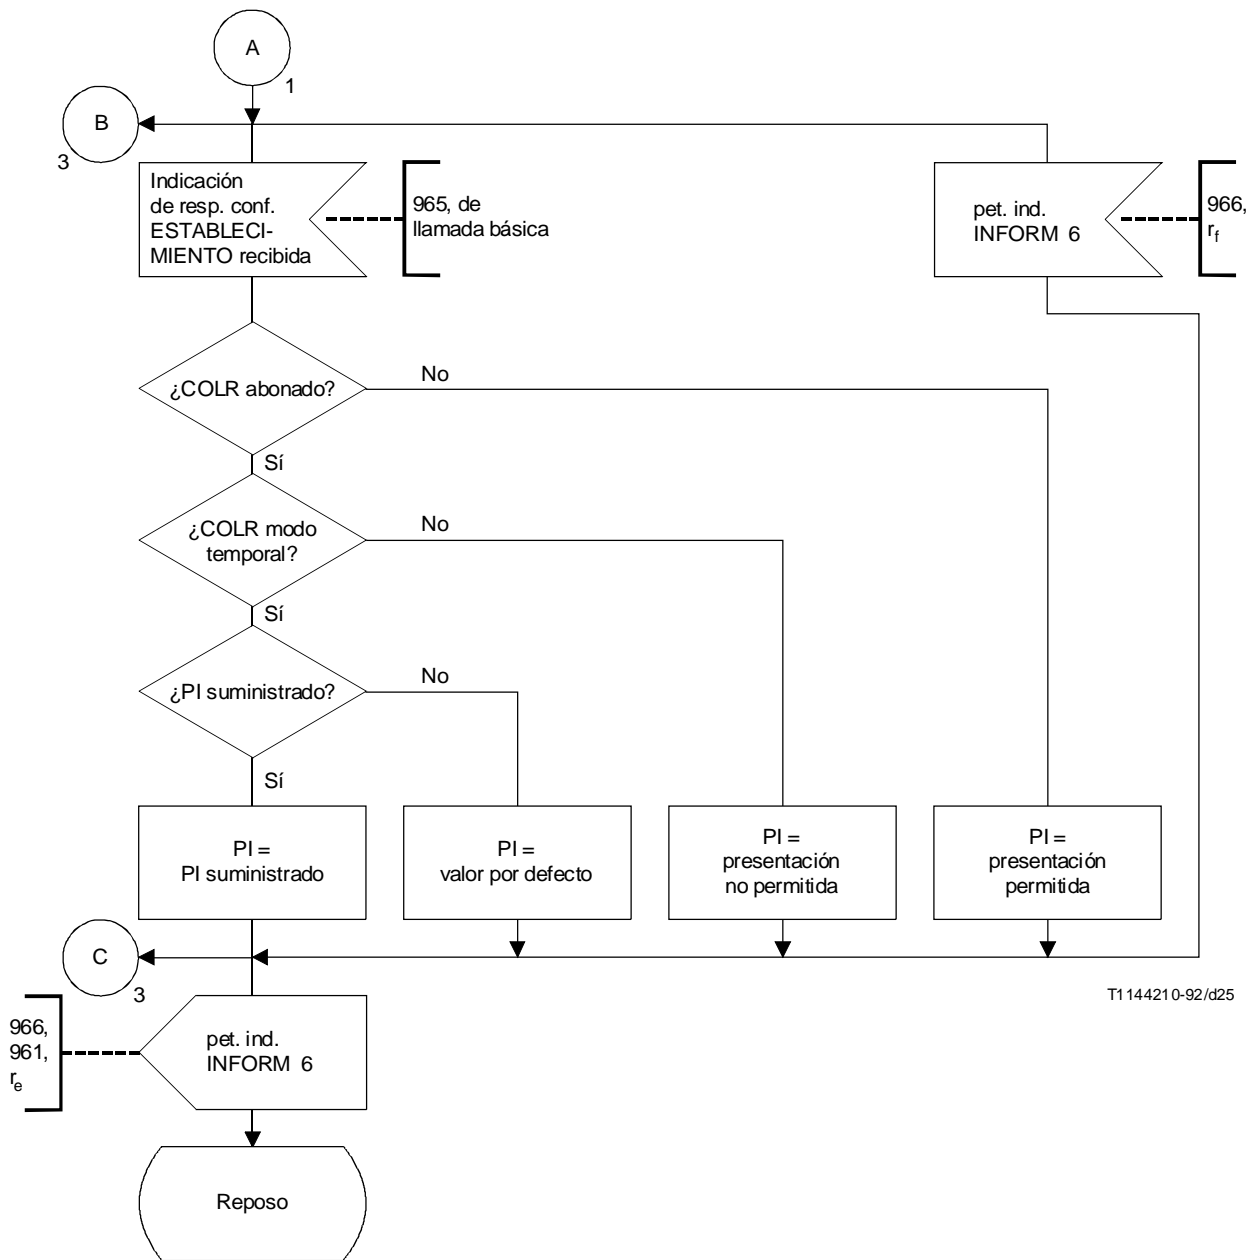 A
1
B
3
Indicación
de resp. conf.
ESTABLECI-
MIENTO recibida
965, de
llamada básica
pet. ind.
INFORM 6
966,
rf
¿COLR abonado?
No
Sí
¿COLR modo
temporal?
No
Sí
¿PI suministrado?
No
Sí
PI =
PI suministrado
PI =
valor por defecto
PI =
presentación
no permitida
PI =
presentación
permitida
C
3
T1144210-92/d25
966,
961,
re
pet. ind.
INFORM 6
Reposo